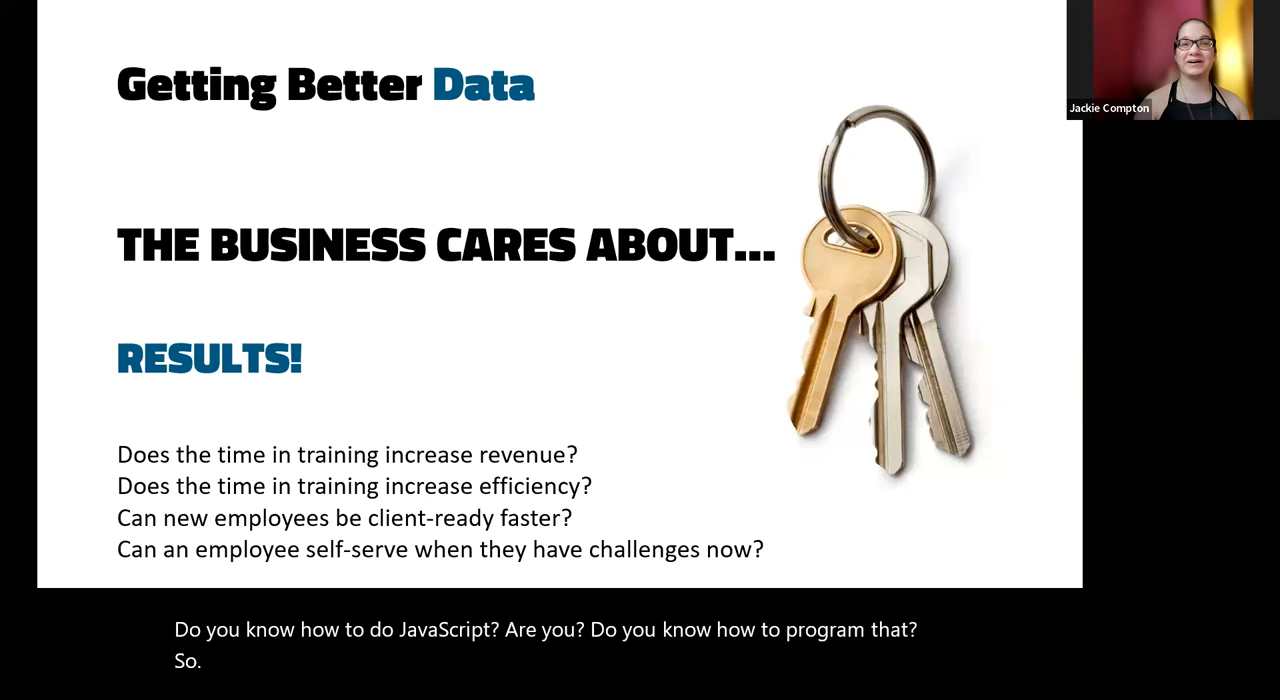 Getting Better Data
Jackie Compton
THE BUSINESS CARES ABOUT...
RESULTS!
Does the time in training increase revenue?
Does the time in training increase efficiency?
Can new employees be client-ready faster?
Can an employee self-serve when they have challenges now?
Do you know how to do JavaScript? Are you? Do you know how to program that?
So.